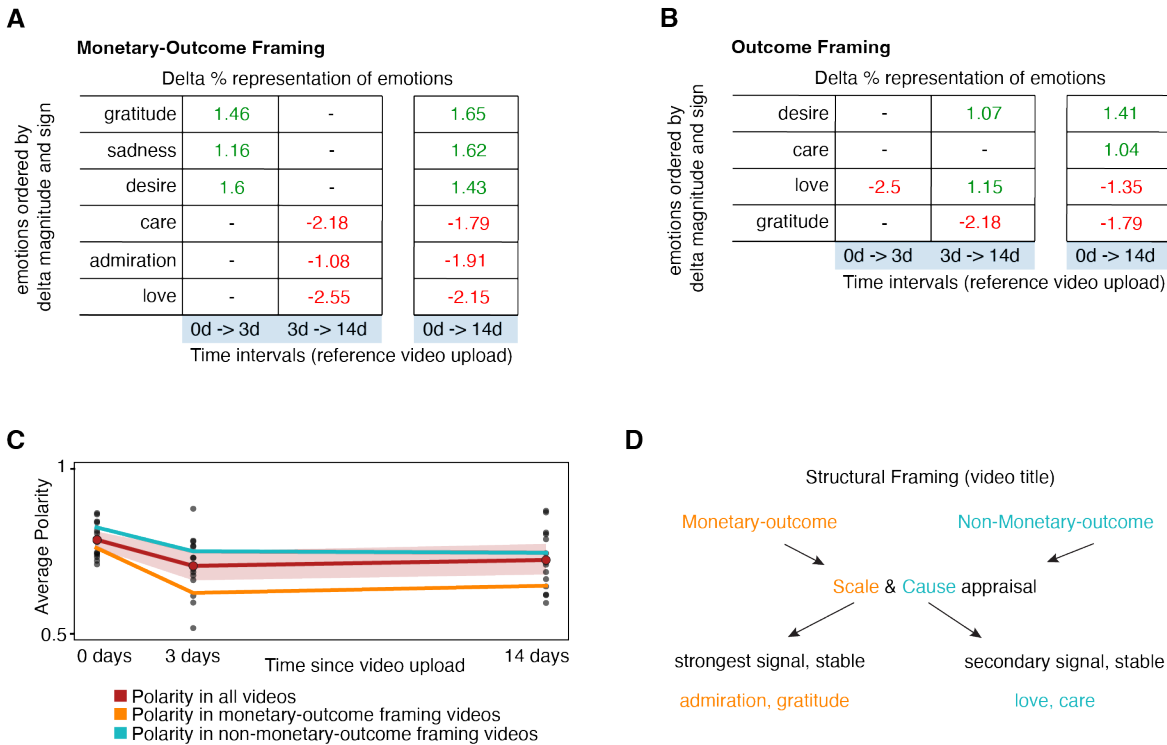 A
Monetary-Outcome Framing
Delta % representation of emotions
emotions ordered by
delta magnitude and sign
gratitude 1.46 - 1.65
sadness 1.16 - 1.62
desire 1.6 - 1.43
care - -2.18 -1.79
admiration - -1.08 -1.91
love - -2.55 -2.15
0d -> 3d 3d -> 14d 0d -> 14d
Time intervals (reference video upload)
B
Outcome Framing
Delta % representation of emotions
emotions ordered by
delta magnitude and sign
desire - 1.07 1.41
care - - 1.04
love -2.5 1.15 -1.35
gratitude - -2.18 -1.79
0d -> 3d 3d -> 14d 0d -> 14d
Time intervals (reference video upload)
C
Average Polarity
1
0.5
0 days 3 days 14 days
Time since video upload
Polarity in all videos
Polarity in monetary-outcome framing videos
Polarity in non-monetary-outcome framing videos
D
Structural Framing (video title)
Monetary-outcome Non-Monetary-outcome
Scale & Cause appraisal
strongest signal, stable secondary signal, stable
admiration, gratitude love, care